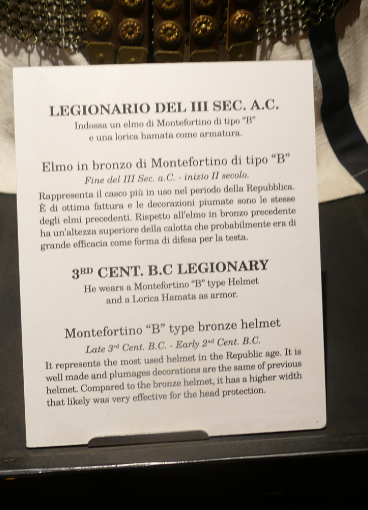 LEGIONARIO DEL III SEC. A.C.
Indossa un elmo di Montefortino di tipo "B"
e una lorica hamata come armatura.
Elmo in bronzo di Montefortino di tipo "B"
Fine del III Sec. a.C. - inizio II secolo.
Rappresenta il casco più in uso nel periodo della Repubblica.
È di ottima fattura e le decorazioni piumate sono le stesse
degli elmi precedenti. Rispetto all'elmo in bronzo precedente
ha un'altezza superiore della calotta che probabilmente era di
grande efficacia come forma di difesa per la testa.
3RD CENT. B.C LEGIONARY
He wears a Montefortino "B" type Helmet
and a Lorica Hamata as armor.
Montefortino "B" type bronze helmet
Late 3rd Cent. B.C. - Early 2nd Cent. B.C.
It represents the most used helmet in the Republic age. It is
well made and plumages decorations are the same of previous
helmet. Compared to the bronze helmet, it has a higher width
that likely was very effective for the head protection.